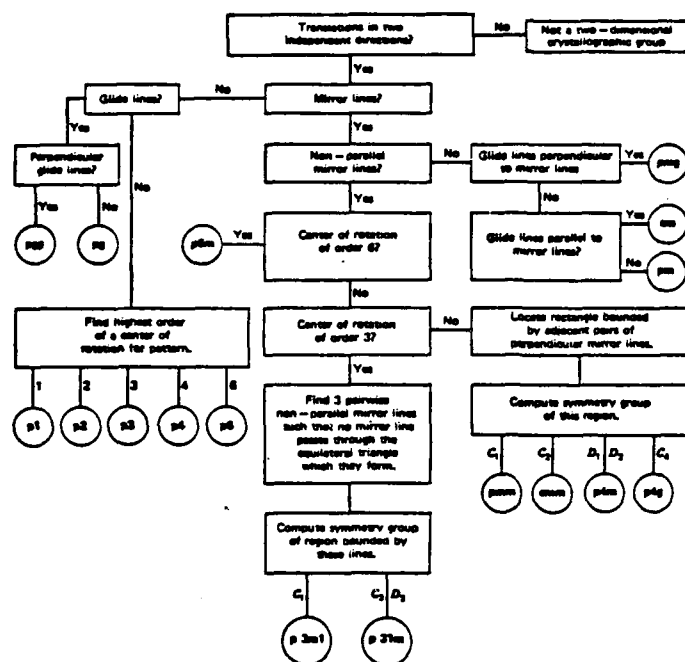 Translations in two
independent directions?
No
Not a two-dimensional
crystallographic group
Yes
Glide lines?
No
Mirror lines?
Yes
No
Yes
Perpendicular
glide lines?
Non-parallel
mirror lines?
No
Glide lines perpendicular
to mirror lines
Yes
pmg
Yes
No
Yes
No
pgg
pg
p6m
Yes
Center of rotation
of order 6?
Glide lines parallel to
mirror lines?
Yes
cm
No
pm
No
Find highest order
of a center of
rotation for pattern.
Center of rotation
of order 3?
No
Locate rectangle bounded
by adjacent pairs of
perpendicular mirror lines.
1
2
3
4
6
Yes
p1
p2
p3
p4
p6
Find 3 pairwise
non-parallel mirror lines
such that no mirror line
passes through the
equilateral triangle
which they form.
Compute symmetry group
of this region.
C₁
C₂
D₁
D₂
C₄
pmm
cmm
p4m
p4g
Compute symmetry group
of region bounded by
these lines.
C₁
C₃
D₃
p 3m1
p 31m